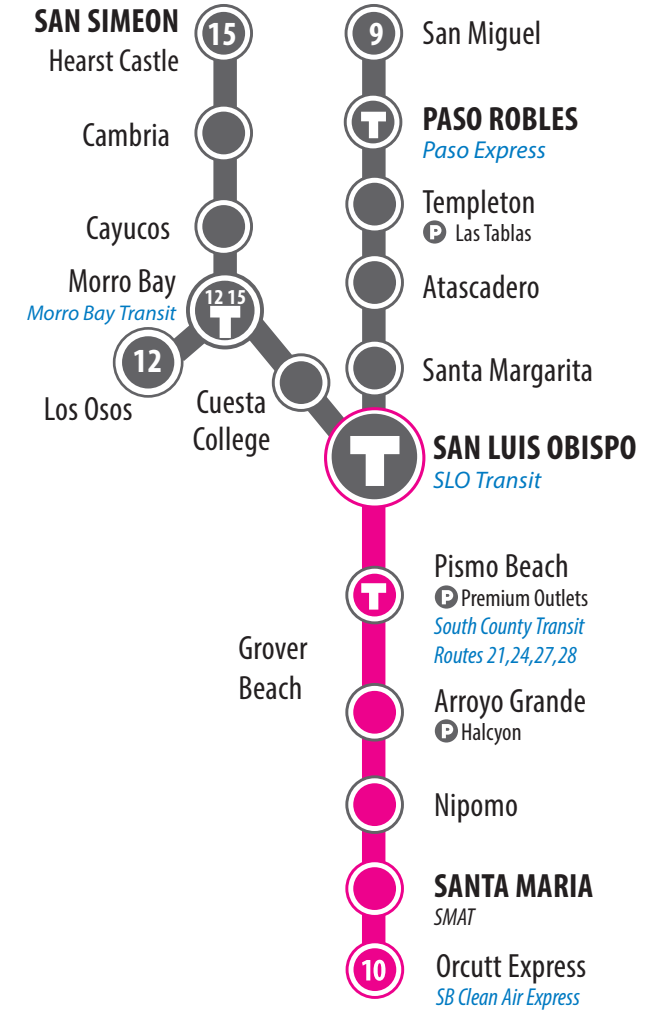 SAN SIMEON
Hearst Castle
15
9
San Miguel
Cambria
T
PASO ROBLES
Paso Express
Cayucos
Templeton
P Las Tablas
Morro Bay
Morro Bay Transit
12 15
T
Atascadero
12
Los Osos
Cuesta
College
Santa Margarita
T
SAN LUIS OBISPO
SLO Transit
T
Pismo Beach
P Premium Outlets
South County Transit
Routes 21,24,27,28
Grover
Beach
Arroyo Grande
P Halcyon
Nipomo
SANTA MARIA
SMAT
10
Orcutt Express
SB Clean Air Express